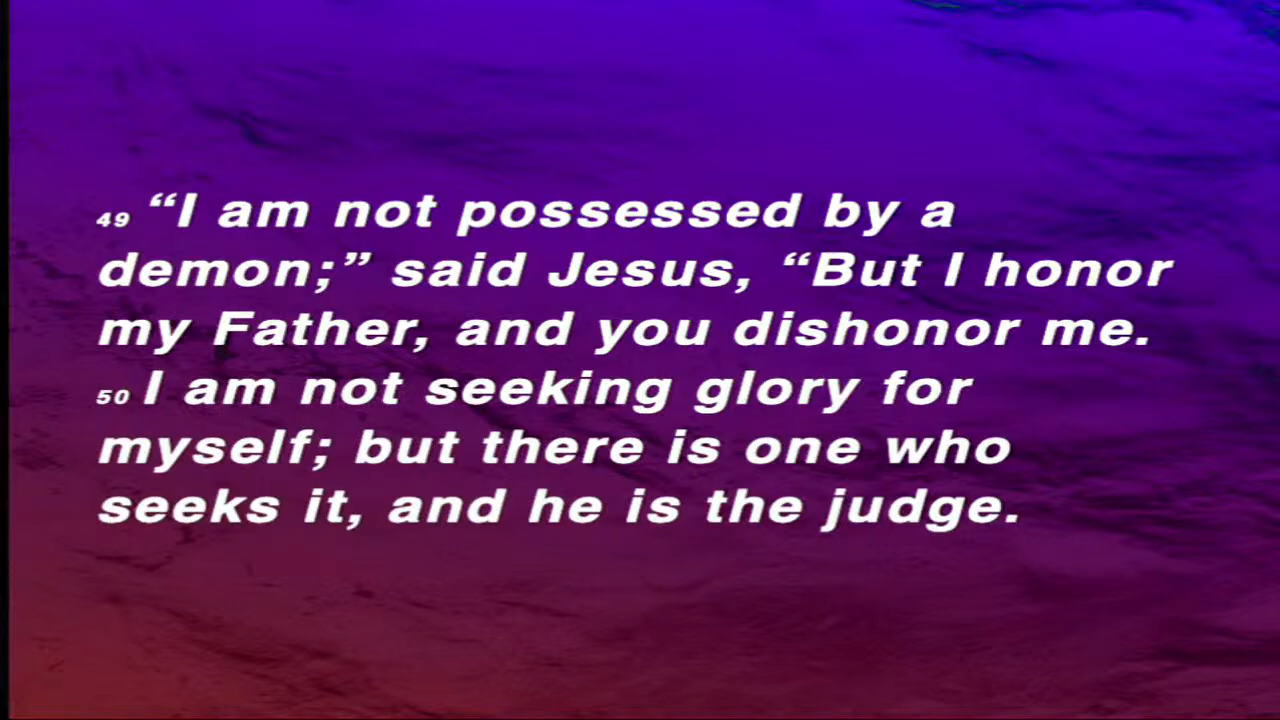 49 “I am not possessed by a
demon;” said Jesus, “But I honor
my Father, and you dishonor me.
50 I am not seeking glory for
myself; but there is one who
seeks it, and he is the judge.